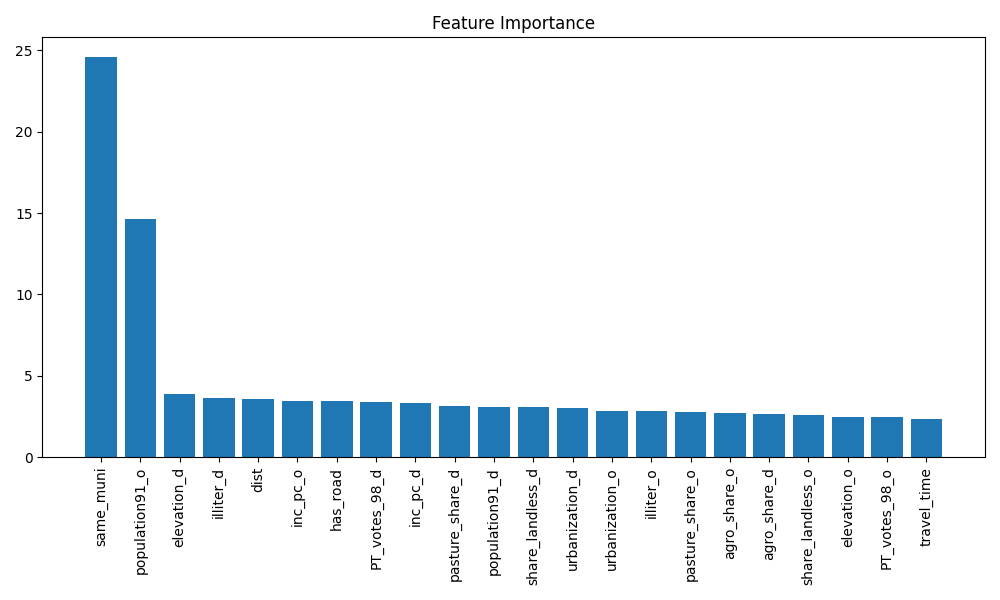 Feature Importance
25
20
15
10
5
0
same_muni
population91_o
elevation_d
illiter_d
dist
inc_pc_o
has_road
PT_votes_98_d
inc_pc_d
pasture_share_d
population91_d
share_landless_d
urbanization_d
urbanization_o
illiter_o
pasture_share_o
agro_share_o
agro_share_d
share_landless_o
elevation_o
PT_votes_98_o
travel_time